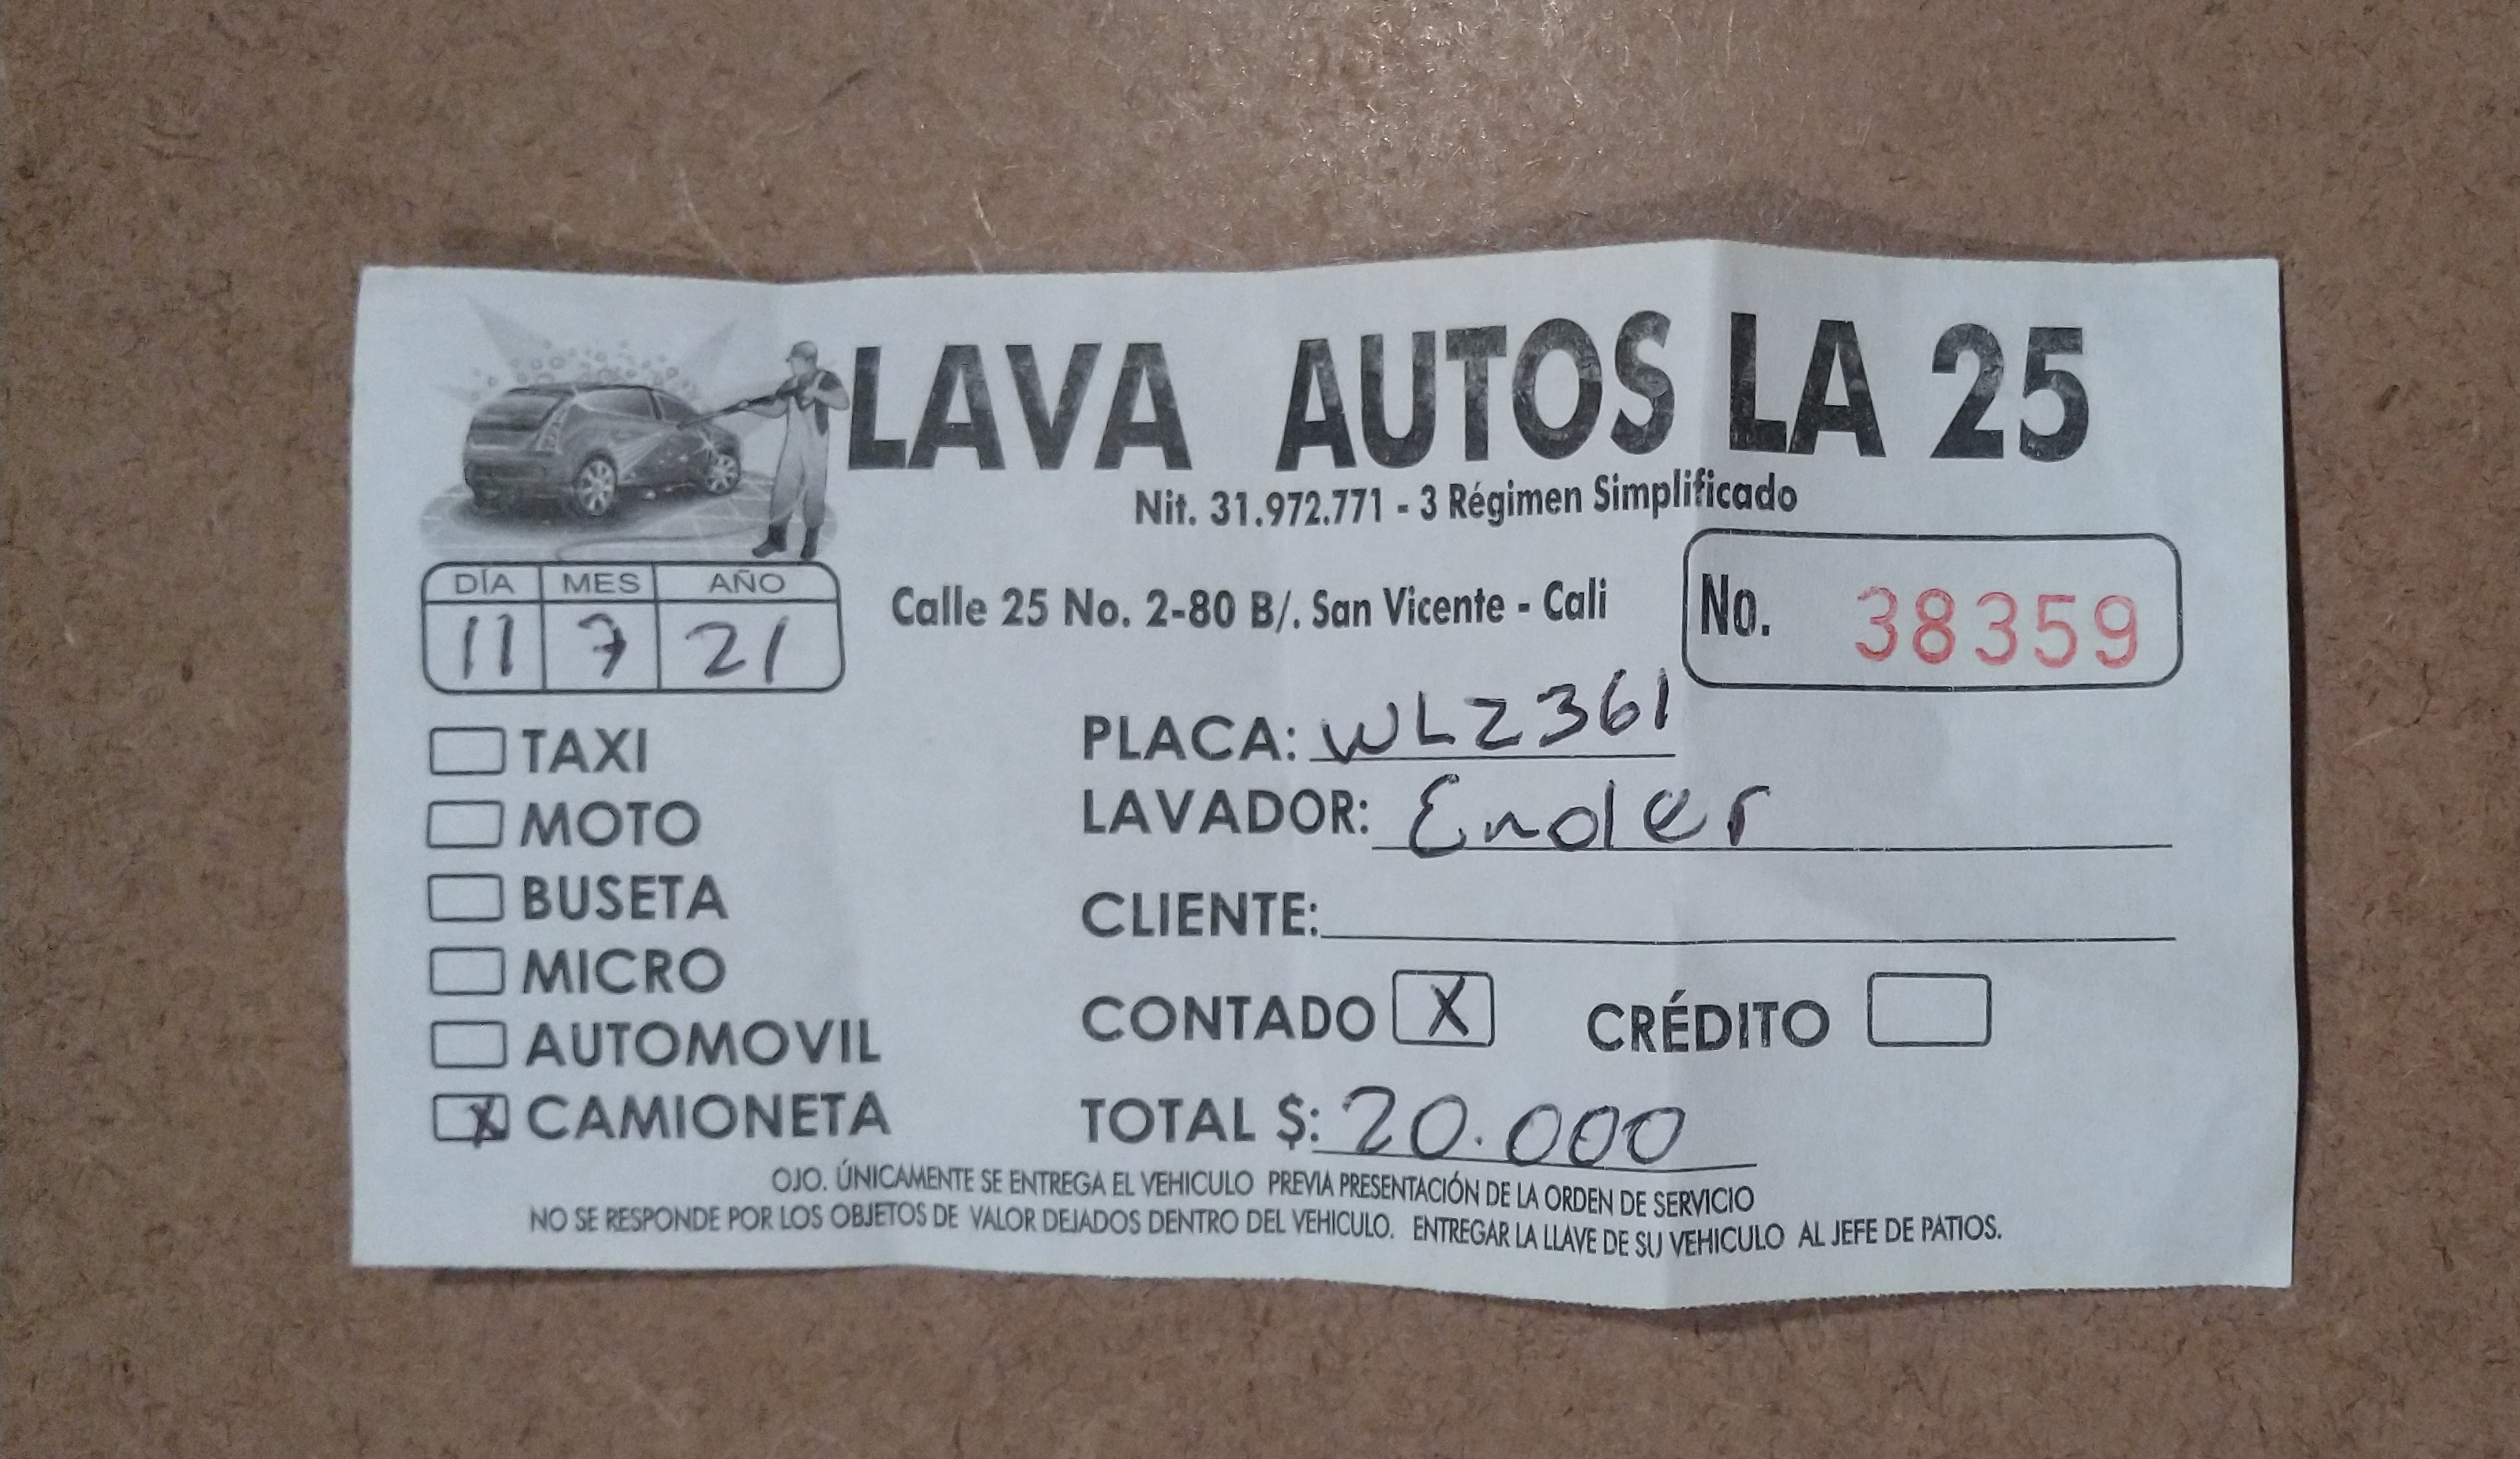 LAVA AUTOS LA 25
Nit. 31.972.771 - 3 Régimen Simplificado
Calle 25 No. 2-80 B/. San Vicente - Cali
No. 38359
DÍA MES AÑO
11 7 21
TAXI
MOTO
BUSETA
MICRO
AUTOMOVIL
X CAMIONETA
PLACA: WLZ361
LAVADOR: Ender
CLIENTE:
CONTADO X CRÉDITO
TOTAL $: 20.000
OJO. ÚNICAMENTE SE ENTREGA EL VEHICULO PREVIA PRESENTACIÓN DE LA ORDEN DE SERVICIO
NO SE RESPONDE POR LOS OBJETOS DE VALOR DEJADOS DENTRO DEL VEHICULO. ENTREGAR LA LLAVE DE SU VEHICULO AL JEFE DE PATIOS.